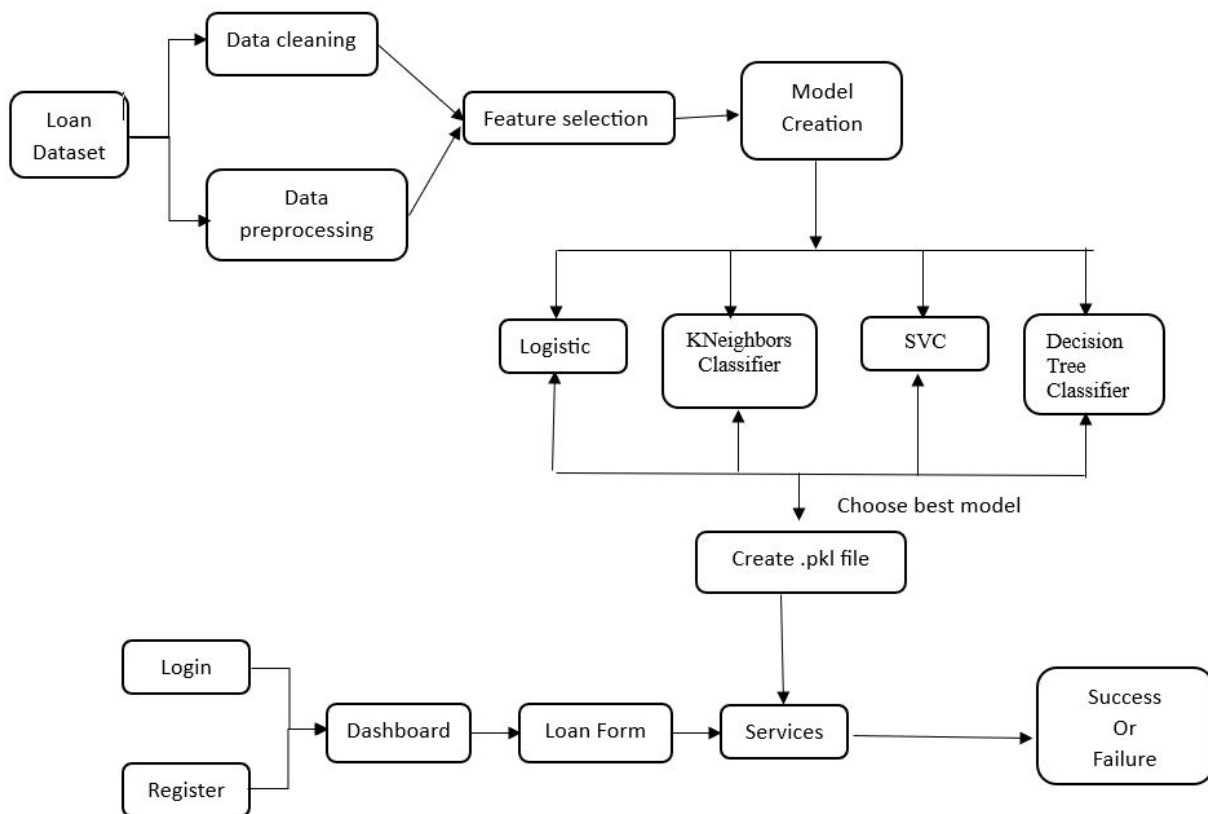 Data cleaning
Loan
Dataset
Feature selection
Model
Creation
Data
preprocessing
Logistic
KNeighbors
Classifier
SVC
Decision
Tree
Classifier
Choose best model
Create .pkl file
Login
Register
Dashboard
Loan Form
Services
Success
Or
Failure